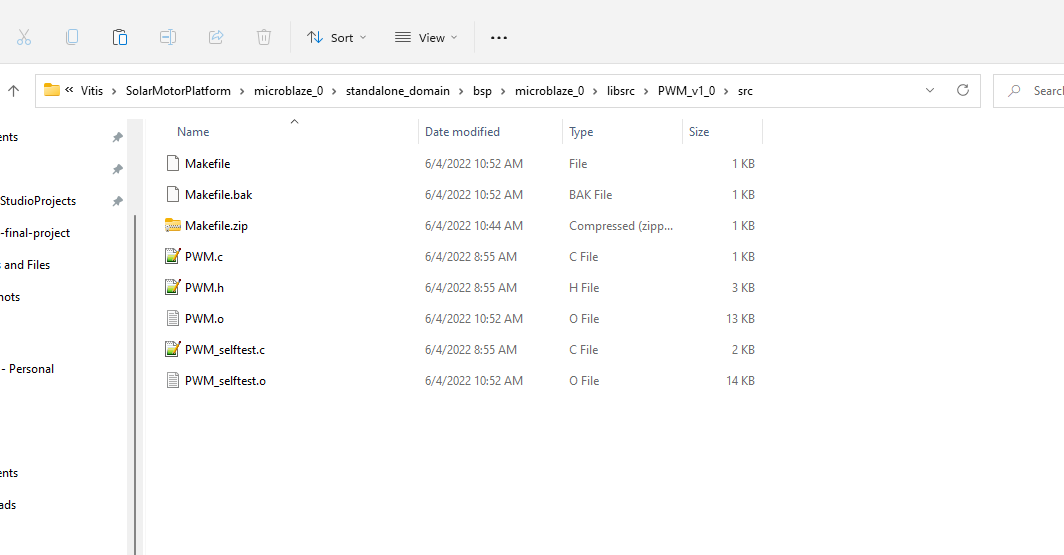 Sort View
Vitis SolarMotorPlatform microblaze_0 standalone_domain bsp microblaze_0 libsrc PWM_v1_0 src Searc
Name Date modified Type Size
ents
StudioProjects
-final-project
s and Files
nots
- Personal
ents
ads
Makefile 6/4/2022 10:52 AM File 1 KB
Makefile.bak 6/4/2022 10:52 AM BAK File 1 KB
Makefile.zip 6/4/2022 10:44 AM Compressed (zipp... 1 KB
PWM.c 6/4/2022 8:55 AM C File 1 KB
PWM.h 6/4/2022 8:55 AM H File 3 KB
PWM.o 6/4/2022 10:52 AM O File 13 KB
PWM_selftest.c 6/4/2022 8:55 AM C File 2 KB
PWM_selftest.o 6/4/2022 10:52 AM O File 14 KB